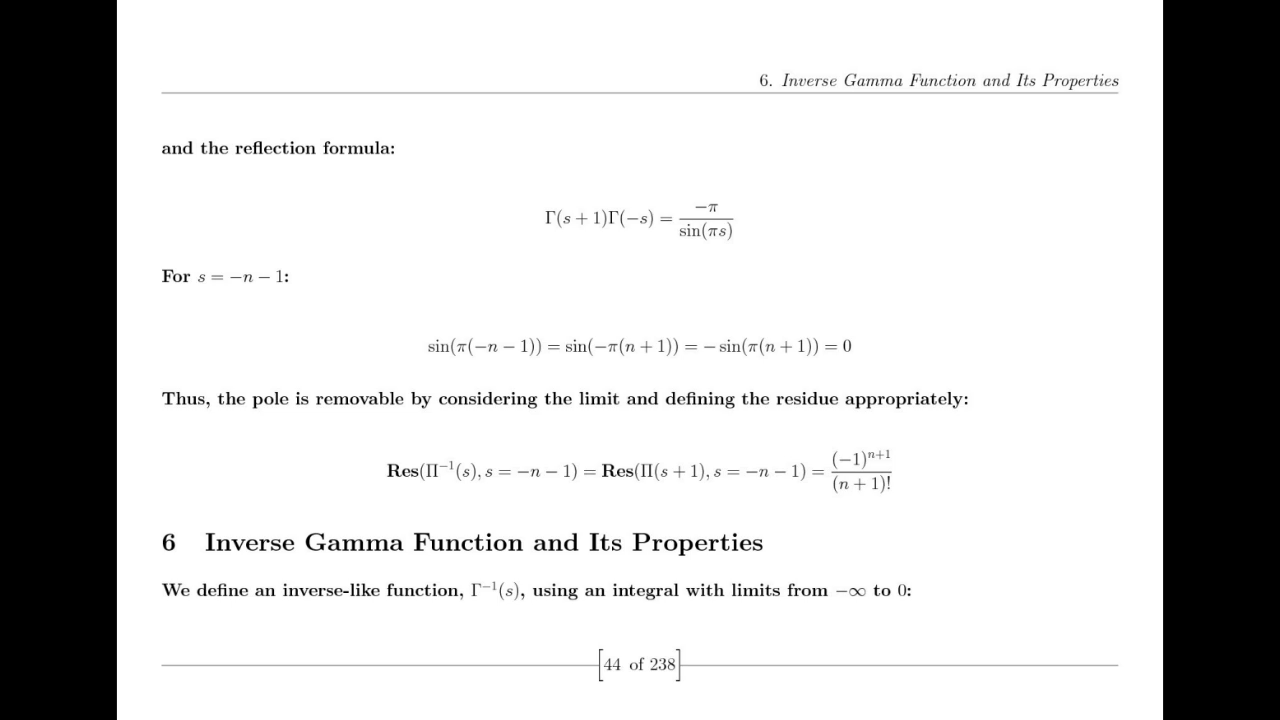 6. Inverse Gamma Function and Its Properties
and the reflection formula:
Γ(s + 1)Γ(−s) = −π / sin(πs)
For s = −n − 1:
sin(π(−n − 1)) = sin(−π(n + 1)) = − sin(π(n + 1)) = 0
Thus, the pole is removable by considering the limit and defining the residue appropriately:
Res(Π⁻¹(s), s = −n − 1) = Res(Π(s + 1), s = −n − 1) = (−1)ⁿ⁺¹ / (n + 1)!
6 Inverse Gamma Function and Its Properties
We define an inverse-like function, Γ⁻¹(s), using an integral with limits from −∞ to 0:
[44 of 238]